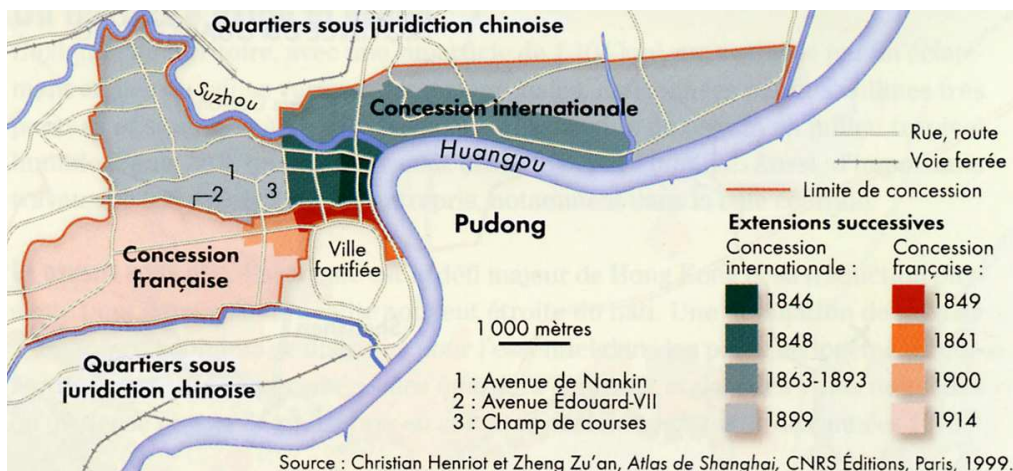 Quartiers sous juridiction chinoise
Suzhou
Concession internationale
Huangpu
1
2
3
Concession
française
Ville
fortifiée
Pudong
1 000 mètres
Quartiers sous
juridiction chinoise
1 : Avenue de Nankin
2 : Avenue Édouard-VII
3 : Champ de courses
Rue, route
Voie ferrée
Limite de concession
Extensions successives
Concession
internationale :
1846
1848
1863-1893
1899
Concession
française :
1849
1861
1900
1914
Source : Christian Henriot et Zheng Zu'an, Atlas de Shanghai, CNRS Éditions, Paris, 1999.